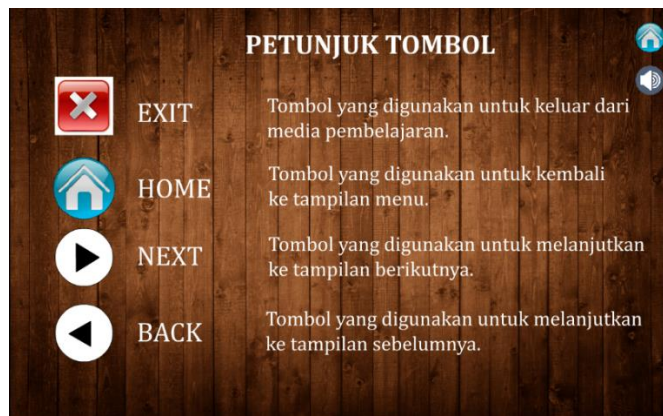 PETUNJUK TOMBOL
EXIT
Tombol yang digunakan untuk keluar dari
media pembelajaran.
HOME
Tombol yang digunakan untuk kembali
ke tampilan menu.
NEXT
Tombol yang digunakan untuk melanjutkan
ke tampilan berikutnya.
BACK
Tombol yang digunakan untuk melanjutkan
ke tampilan sebelumnya.